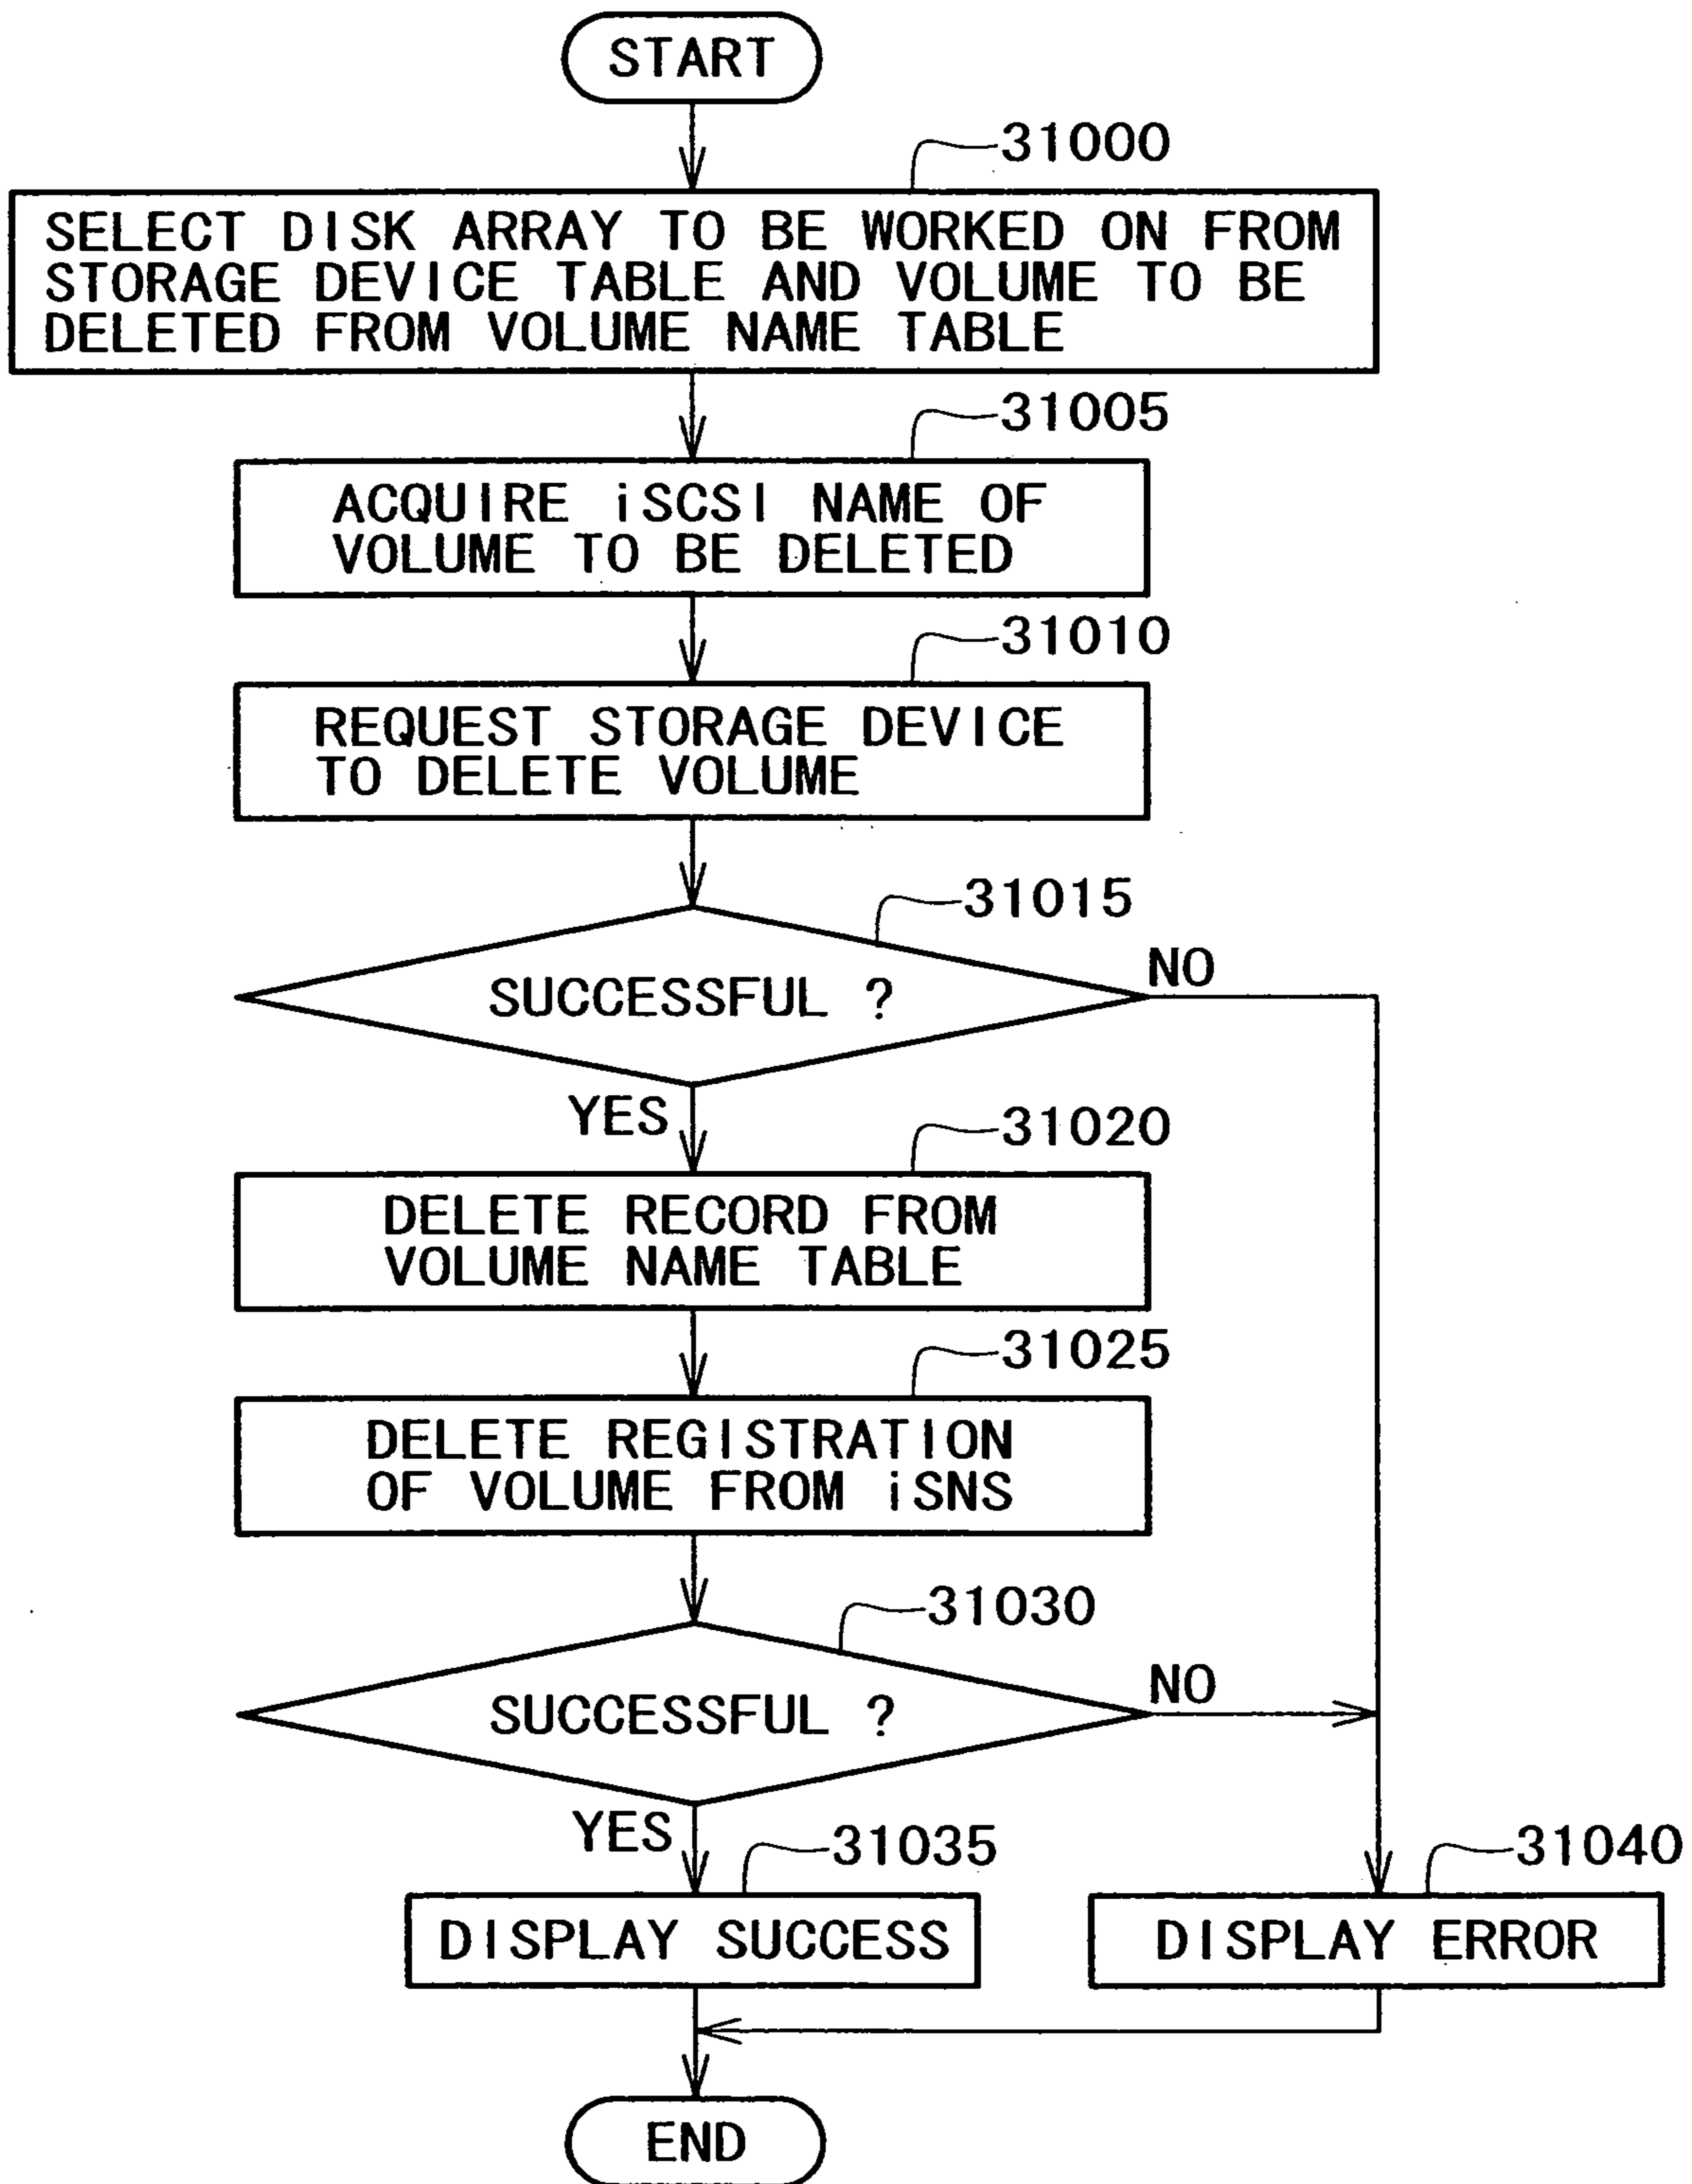 START
31000
SELECT DISK ARRAY TO BE WORKED ON FROM
STORAGE DEVICE TABLE AND VOLUME TO BE
DELETED FROM VOLUME NAME TABLE
31005
ACQUIRE iSCSI NAME OF
VOLUME TO BE DELETED
31010
REQUEST STORAGE DEVICE
TO DELETE VOLUME
31015
SUCCESSFUL ?
NO
YES
31020
DELETE RECORD FROM
VOLUME NAME TABLE
31025
DELETE REGISTRATION
OF VOLUME FROM iSNS
31030
SUCCESSFUL ?
NO
YES
31035
DISPLAY SUCCESS
31040
DISPLAY ERROR
END